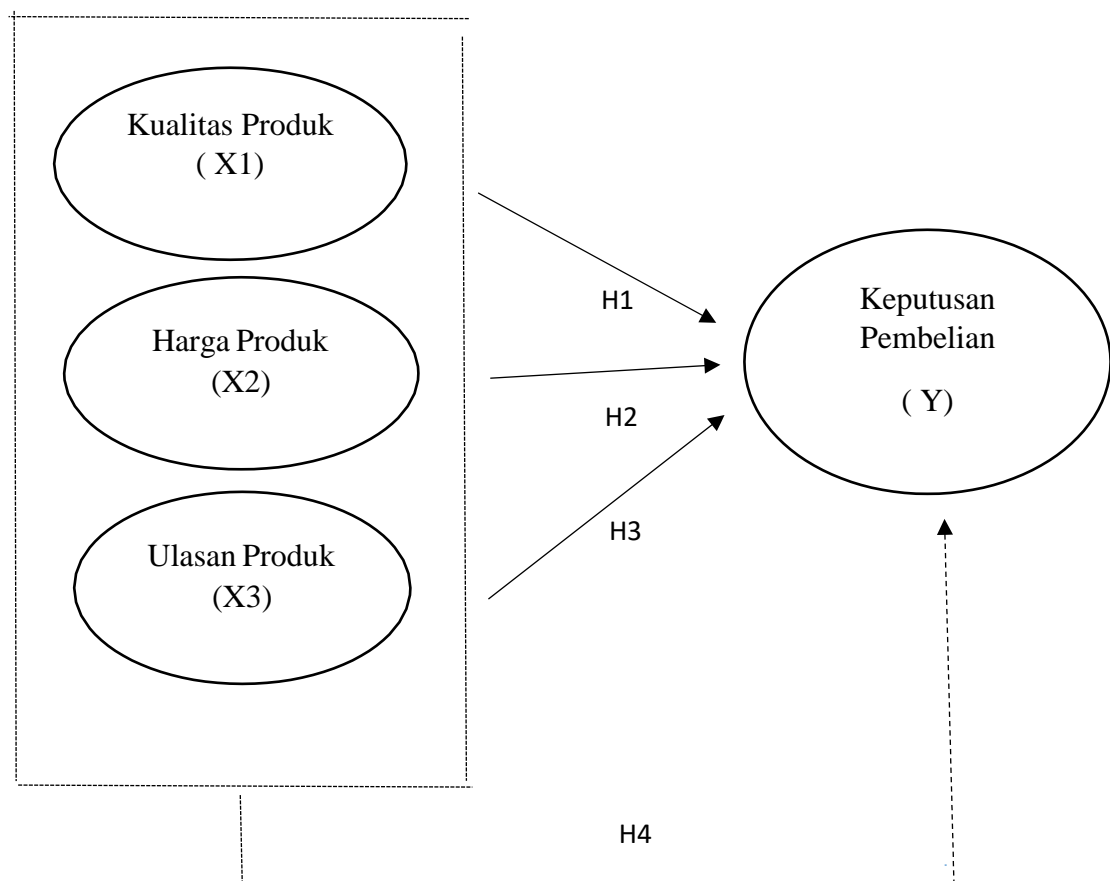 Kualitas Produk
( X1)
Harga Produk
(X2)
Ulasan Produk
(X3)
H1
H2
H3
Keputusan
Pembelian
( Y)
H4